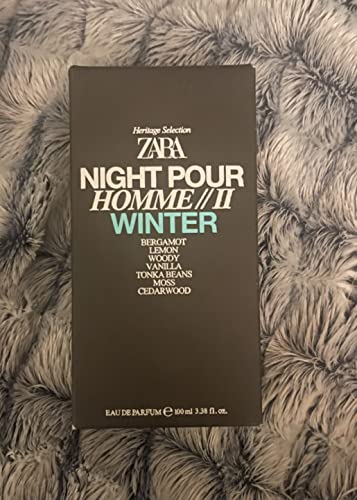 Heritage Selection
ZARA
NIGHT POUR
HOMME // II
WINTER
BERGAMOT
LEMON
WOODY
VANILLA
TONKA BEANS
MOSS
CEDARWOOD
EAU DE PARFUM ℮ 100 ml 3.38 fl. oz.